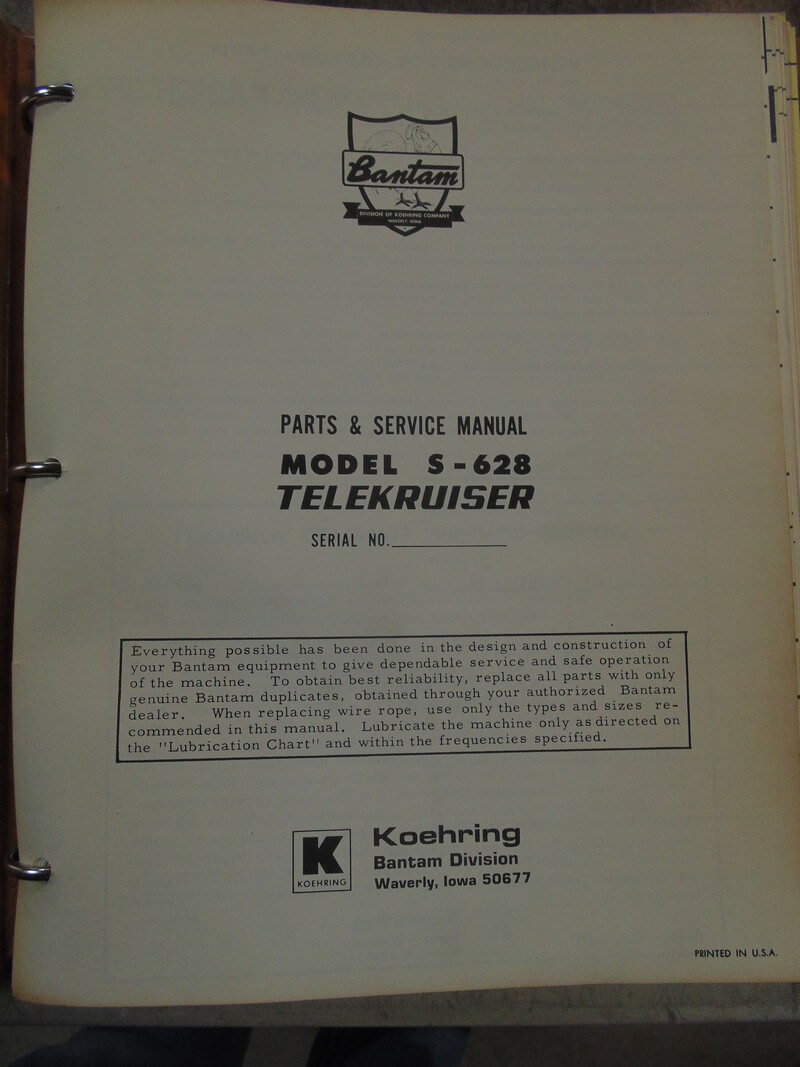 Bantam
DIVISION OF KOEHRING COMPANY
WAVERLY IOWA
PARTS & SERVICE MANUAL
MODEL S-628
TELEKRUISER
SERIAL NO.
Everything possible has been done in the design and construction of
your Bantam equipment to give dependable service and safe operation
of the machine. To obtain best reliability, replace all parts with only
genuine Bantam duplicates, obtained through your authorized Bantam
dealer. When replacing wire rope, use only the types and sizes re-
commended in this manual. Lubricate the machine only as directed on
the "Lubrication Chart" and within the frequencies specified.
K
KOEHRING
Koehring
Bantam Division
Waverly, Iowa 50677
PRINTED IN U.S.A.